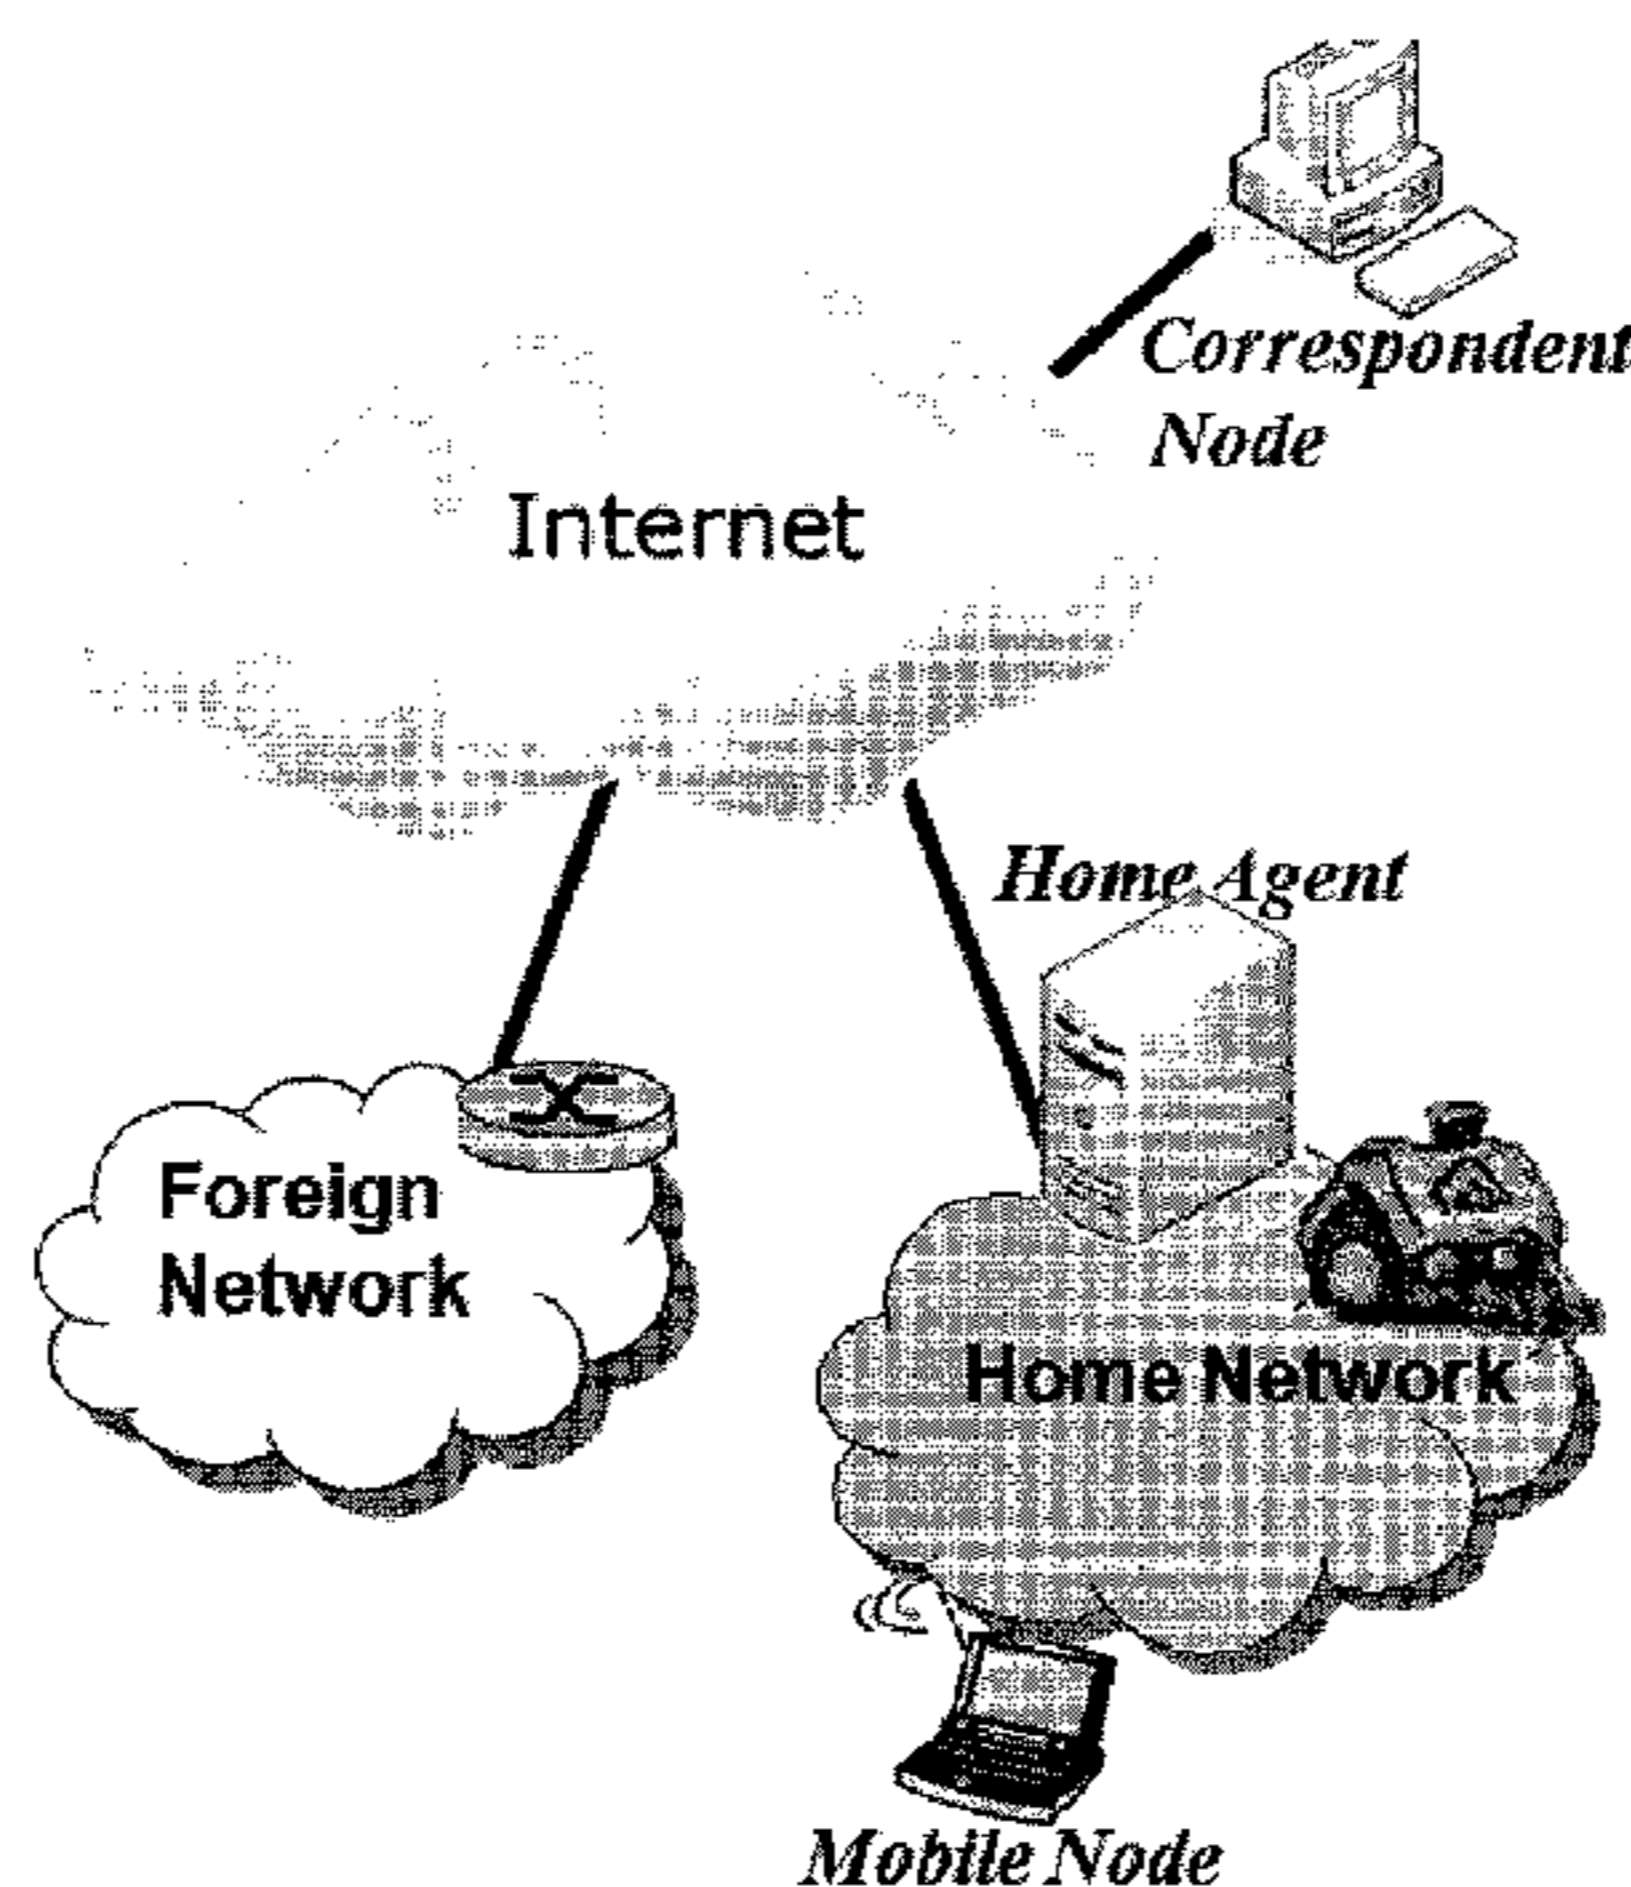 Correspondent
Node
Internet
Home Agent
Foreign
Network
Home Network
Mobile Node